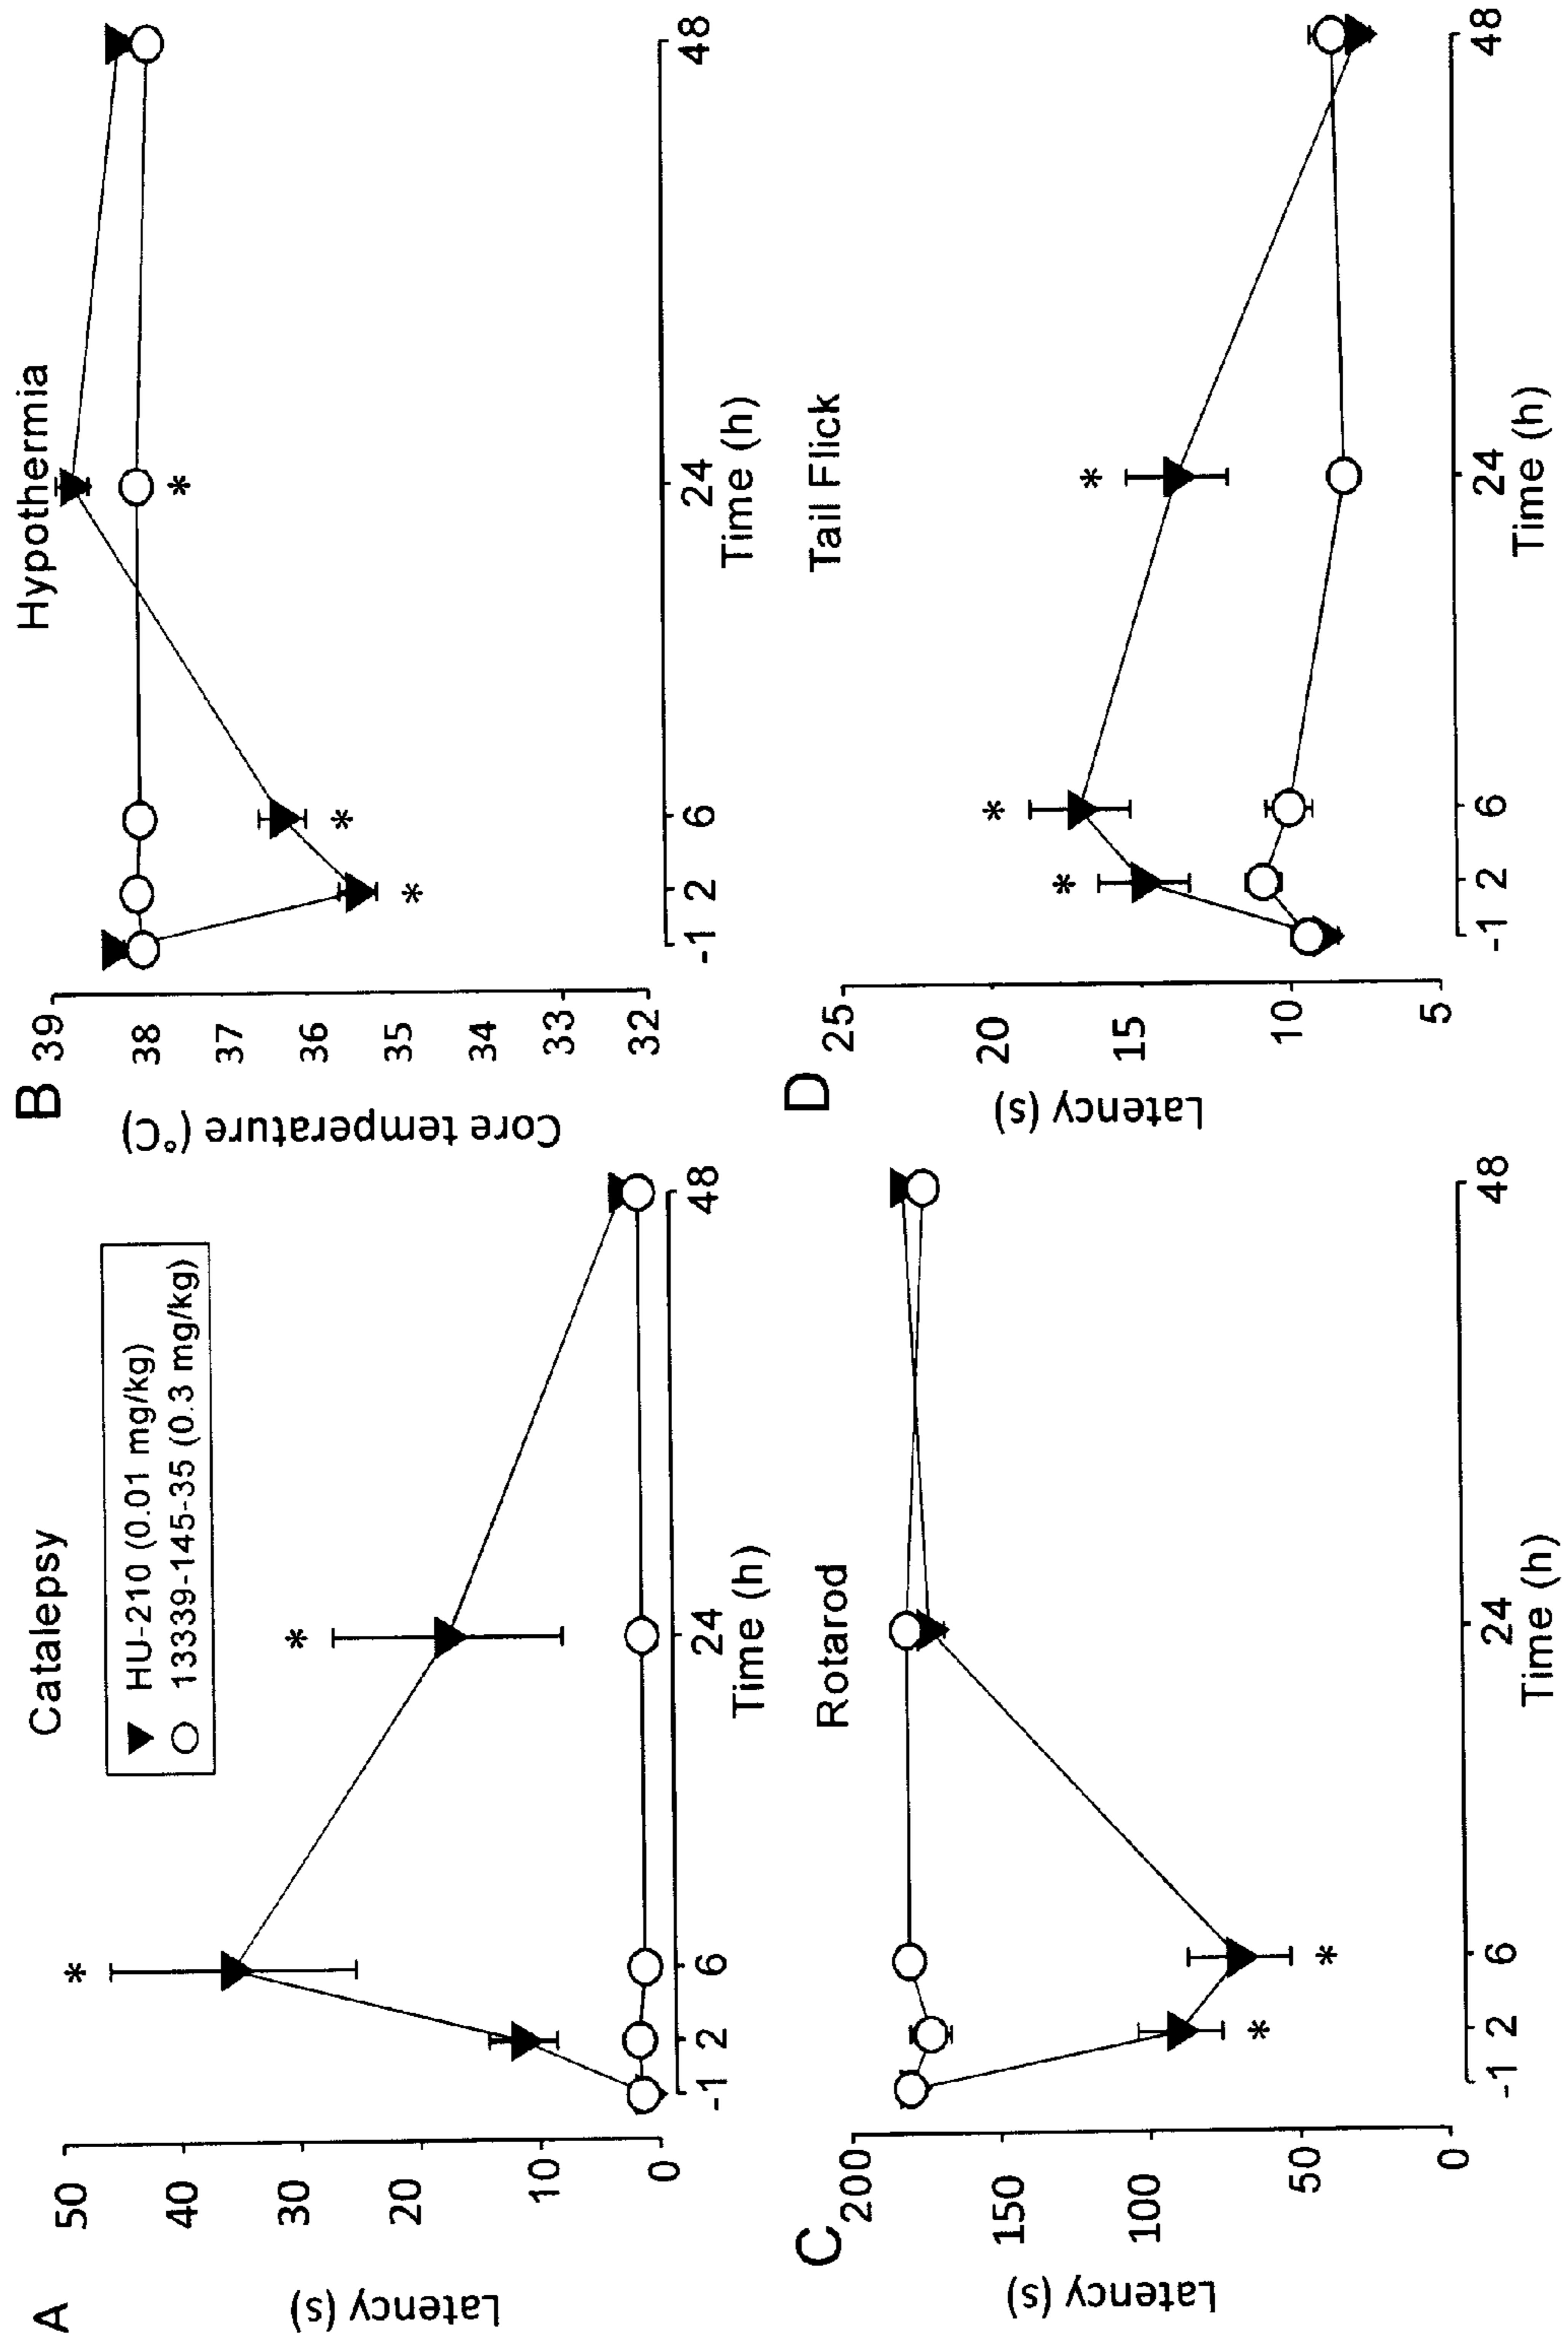 A
Catalepsy
HU-210 (0.01 mg/kg)
13339-145-35 (0.3 mg/kg)
Latency (s)
50
40
30
20
10
0
-1 2 6 24 48
Time (h)
B
Hypothermia
Core temperature (°C)
39
38
37
36
35
34
33
32
-1 2 6 24 48
Time (h)
C
Rotarod
Latency (s)
200
150
100
50
0
-1 2 6 24 48
Time (h)
D
Tail Flick
Latency (s)
25
20
15
10
5
-1 2 6 24 48
Time (h)